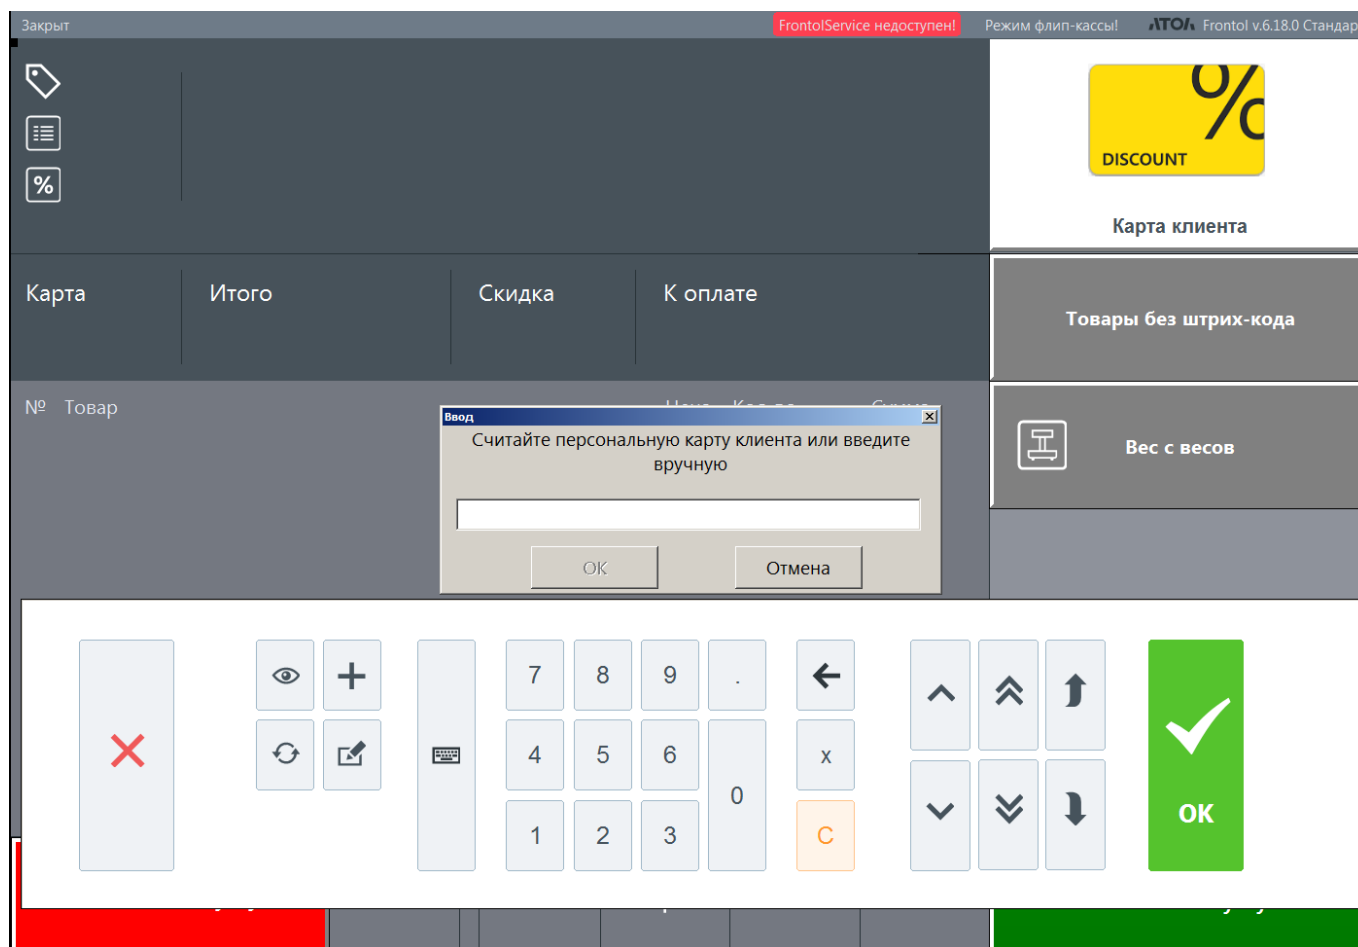 Закрыт
FrontolService недоступен!
Режим флип-кассы!
АТОЛ Frontol v.6.18.0 Стандар
%
DISCOUNT
%
Карта клиента
Карта
Итого
Скидка
К оплате
Товары без штрих-кода
№ Товар
Ввод
Считайте персональную карту клиента или введите
вручную
Вес с весов
OK
Отмена
7 8 9 .
4 5 6 x
0
1 2 3 C
OK